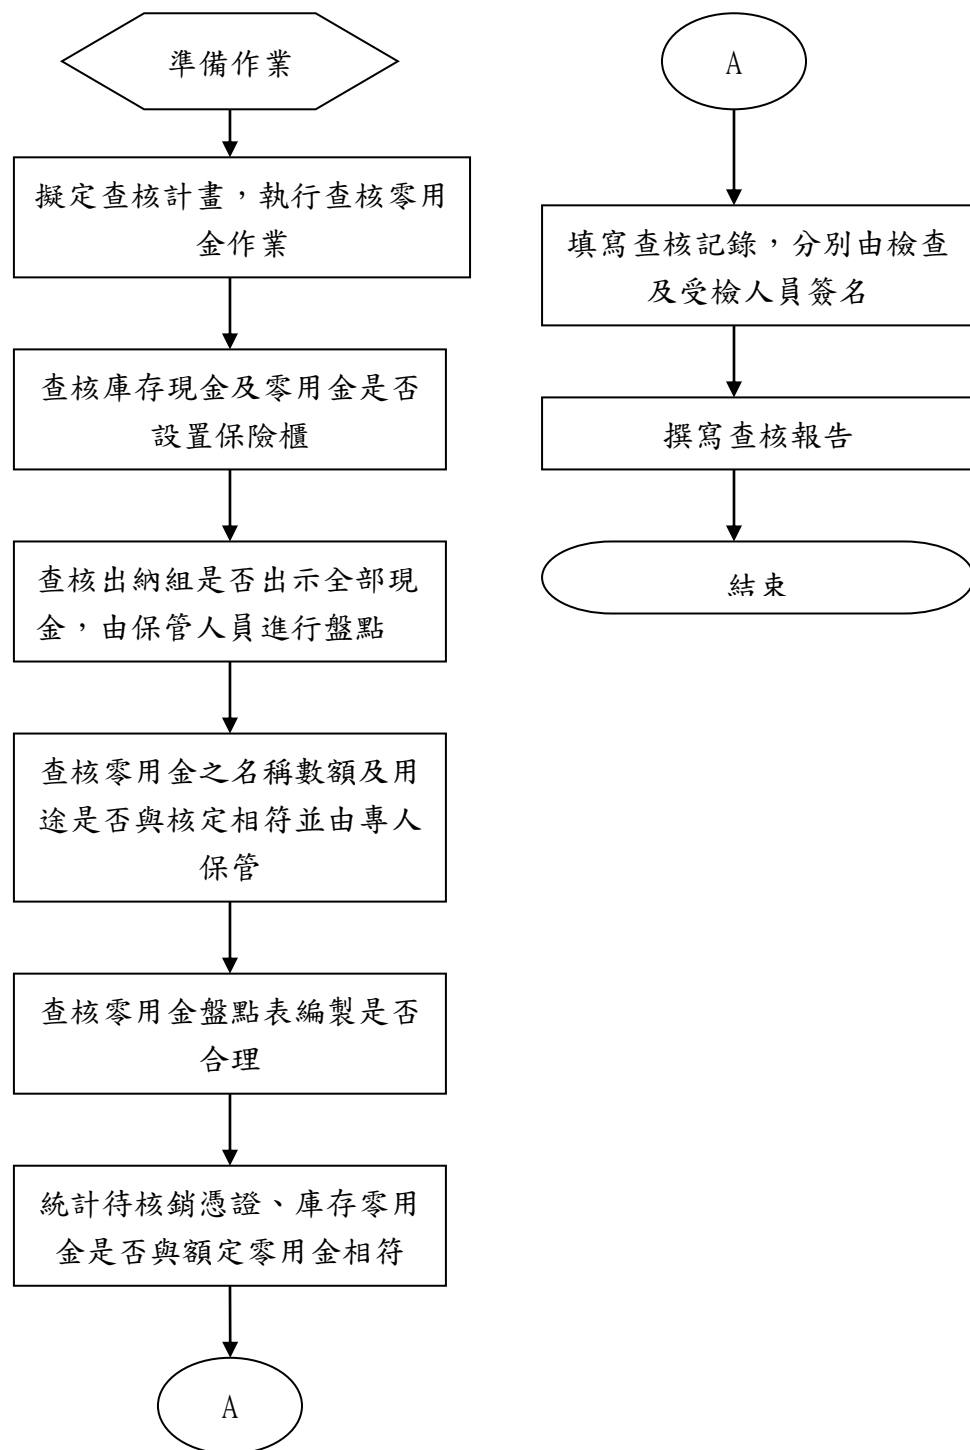 準備作業
擬定查核計畫，執行查核零用
金作業
查核庫存現金及零用金是否
設置保險櫃
查核出納組是否出示全部現
金，由保管人員進行盤點
查核零用金之名稱數額及用
途是否與核定相符並由專人
保管
查核零用金盤點表編製是否
合理
統計待核銷憑證、庫存零用
金是否與額定零用金相符
A
A
填寫查核記錄，分別由檢查
及受檢人員簽名
撰寫查核報告
結束